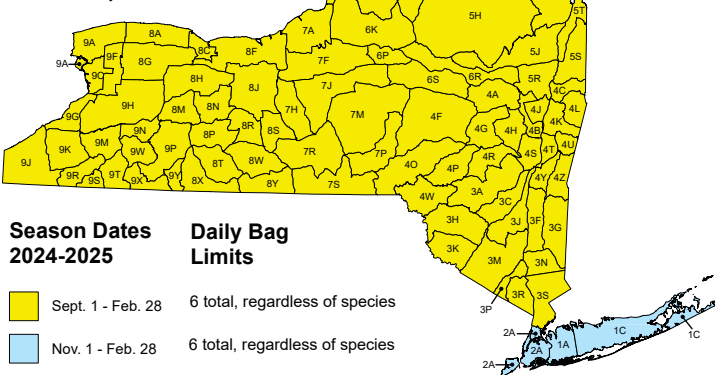 5H
5T
7A
6K
9A
8A
9F
8C
8F
5J
5S
9A
8G
7F
6P
9C
8H
8J
7J
6S
6R
5R
4A
4C
9H
8M
8N
7H
7M
4F
4J
4L
9G
4K
9N
8P
8R
8S
4G
4H
4B
9K
9M
9W
9P
7R
7P
4R
4S
4T
4U
9J
8T
8W
4O
4P
9R
9S
9T
9X
9Y
8X
8Y
7S
4Y
4Z
4W
3A
3C
3H
3J
3F
3G
3K
3M
3N
3R
3S
3P
2A
1C
2A
1A
1C
2A
Season Dates
2024-2025
Daily Bag
Limits
Sept. 1 - Feb. 28
6 total, regardless of species
Nov. 1 - Feb. 28
6 total, regardless of species